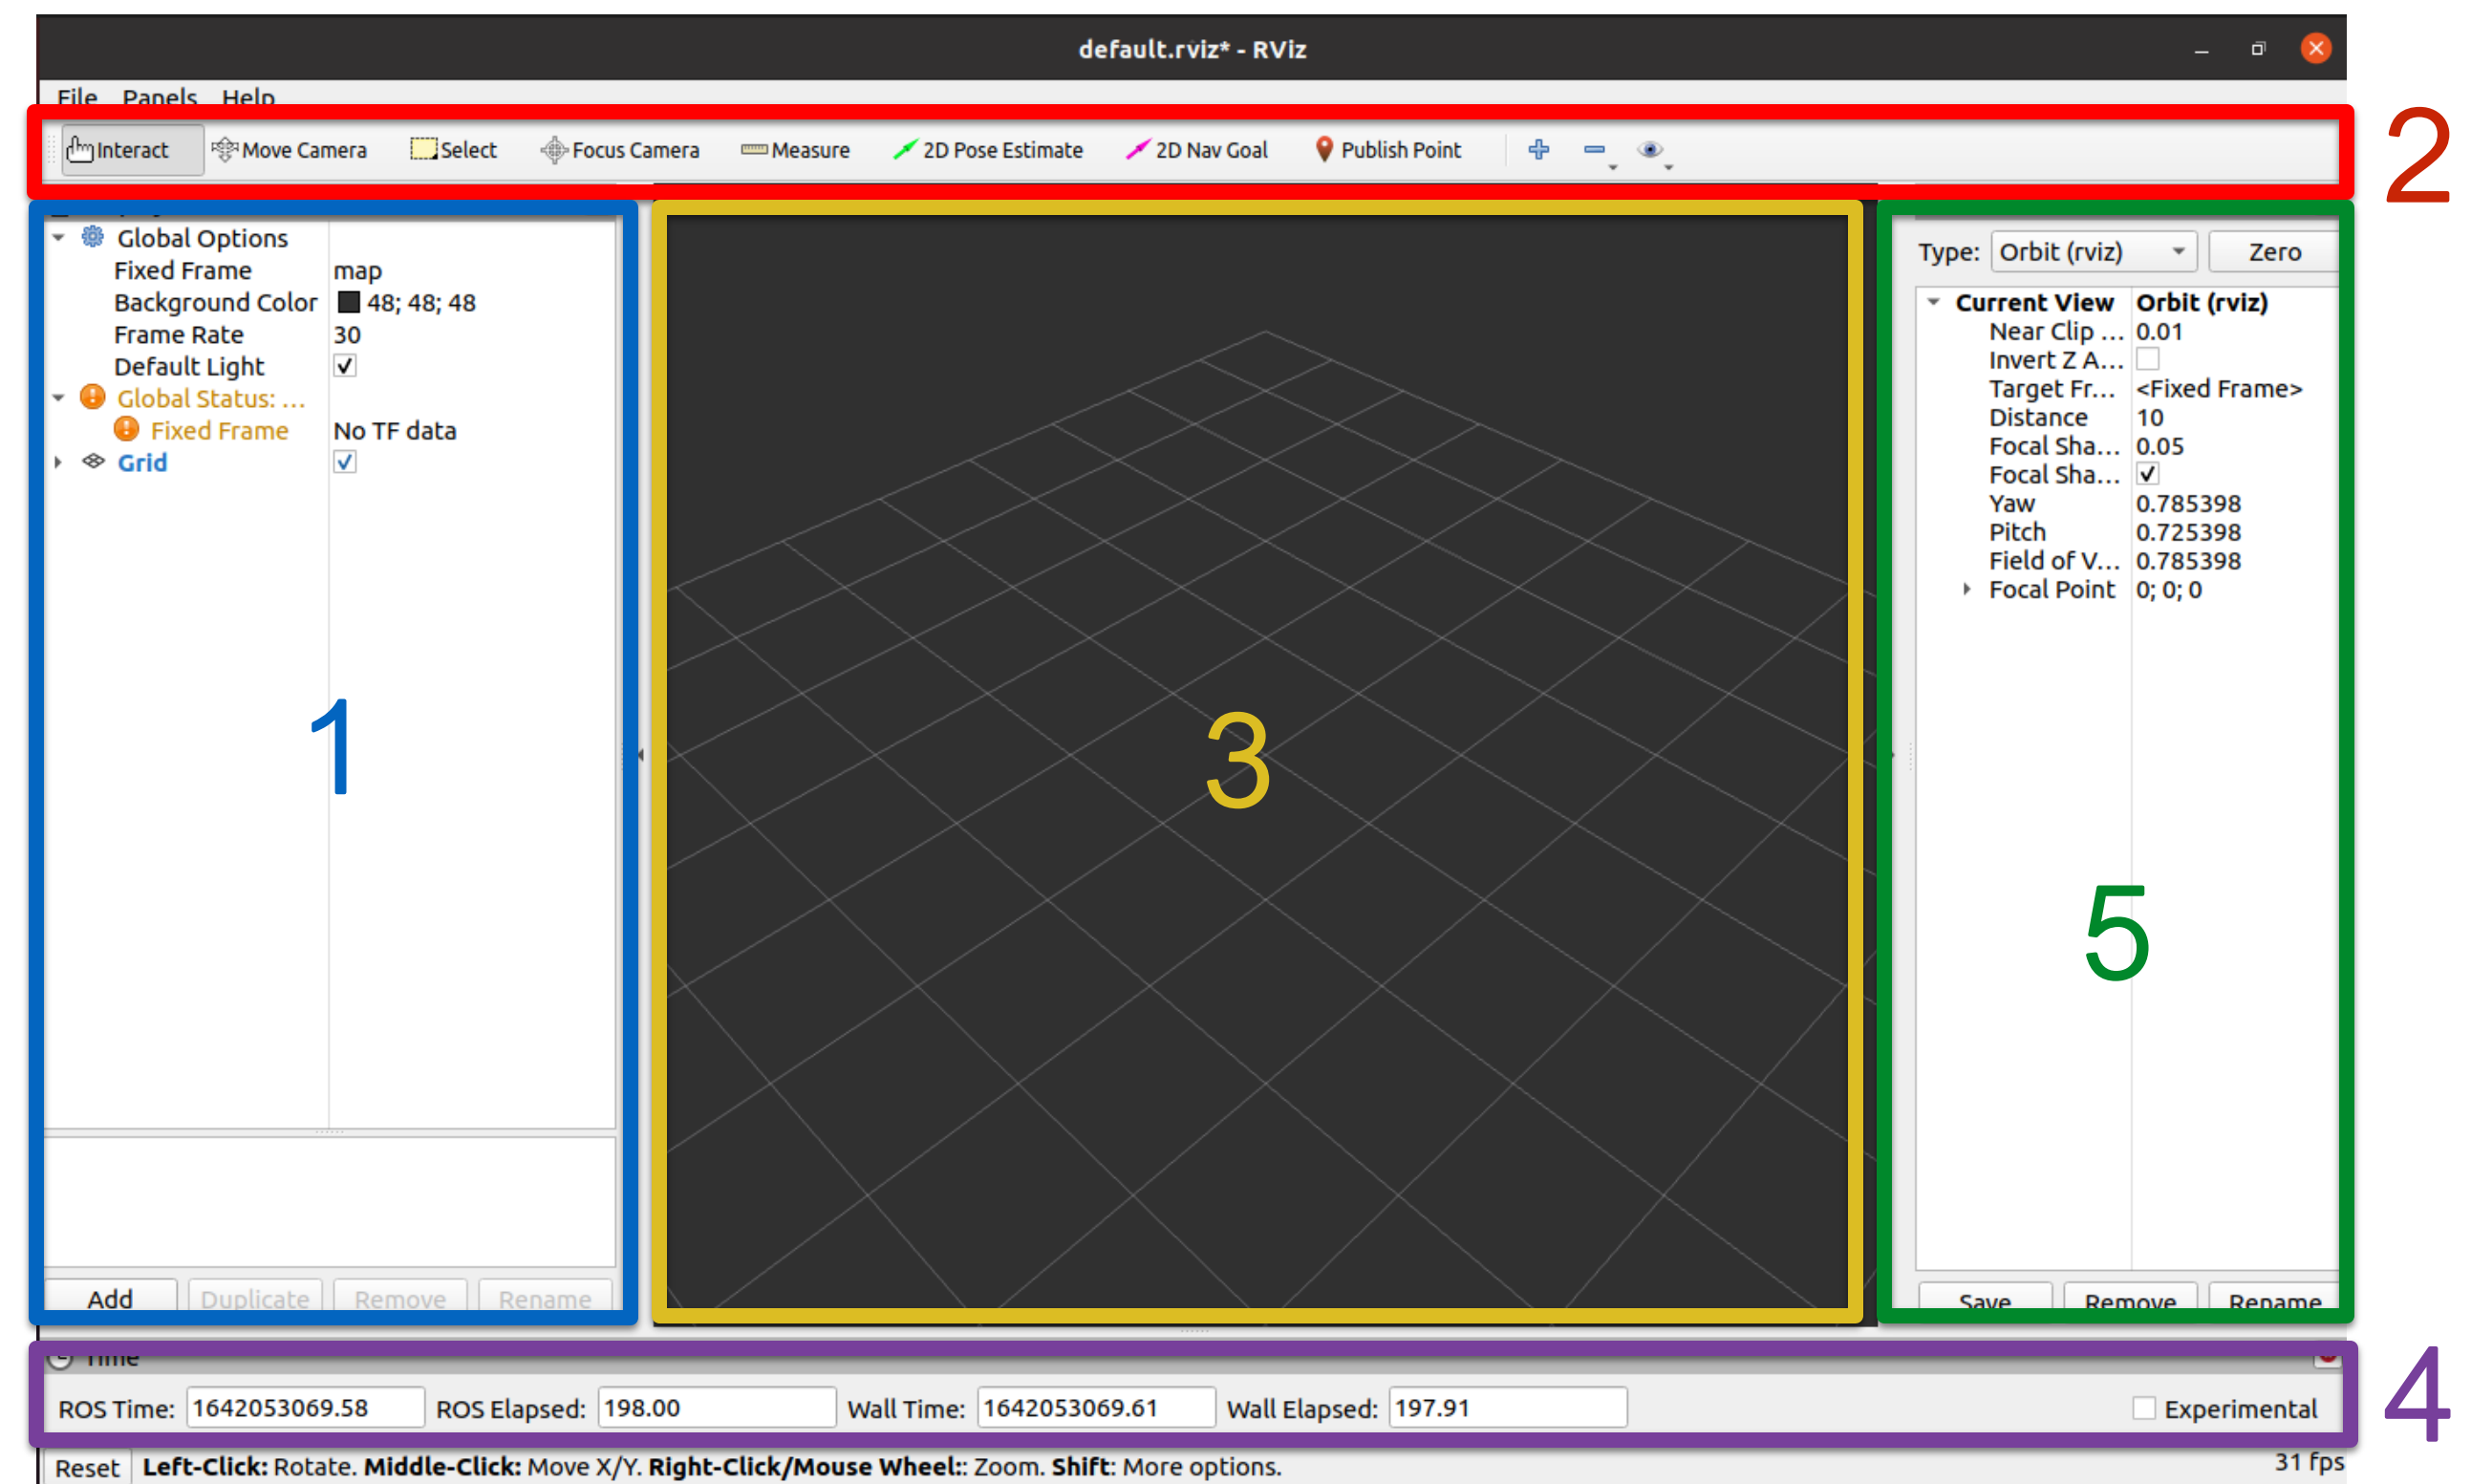 default.rviz* - RViz
File Panels Help
Interact Move Camera Select Focus Camera Measure 2D Pose Estimate 2D Nav Goal Publish Point
2
Global Options
Fixed Frame map
Background Color 48; 48; 48
Frame Rate 30
Default Light
Global Status: ...
Fixed Frame No TF data
Grid
1
Add Duplicate Remove Rename
3
Type: Orbit (rviz) Zero
Current View Orbit (rviz)
Near Clip ... 0.01
Invert Z A...
Target Fr... <Fixed Frame>
Distance 10
Focal Sha... 0.05
Focal Sha...
Yaw 0.785398
Pitch 0.725398
Field of V... 0.785398
Focal Point 0; 0; 0
5
Save Remove Rename
Time
ROS Time: 1642053069.58 ROS Elapsed: 198.00 Wall Time: 1642053069.61 Wall Elapsed: 197.91 Experimental
4
Reset Left-Click: Rotate. Middle-Click: Move X/Y. Right-Click/Mouse Wheel:: Zoom. Shift: More options. 31 fps